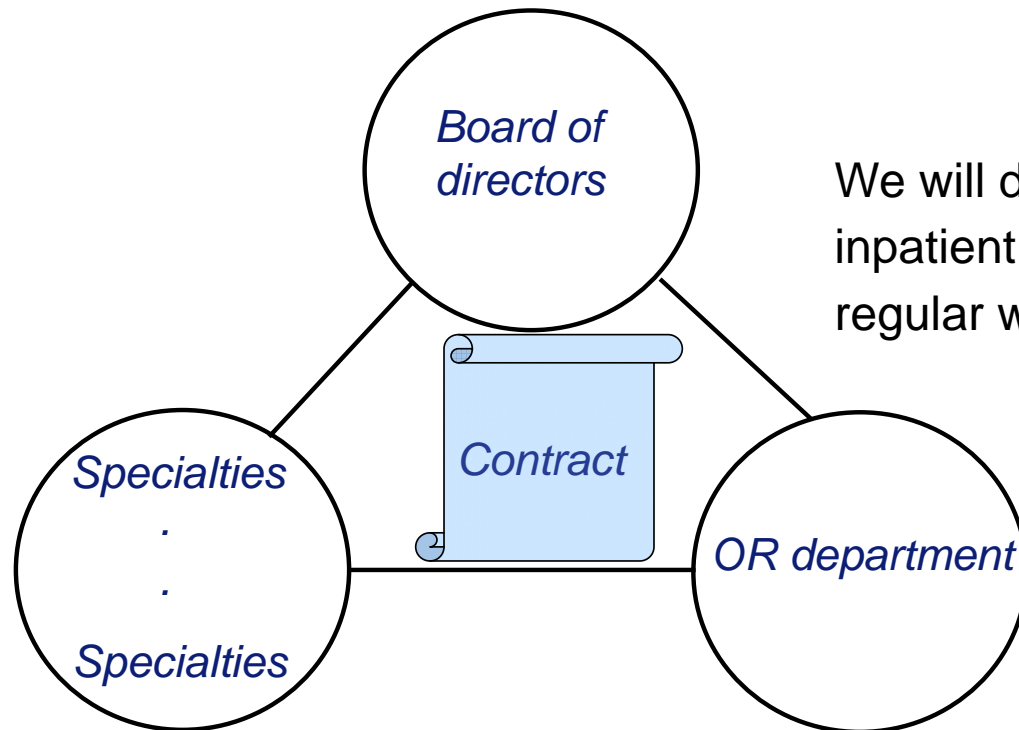 Board of
directors
We will
inpatient
regular
Contract
Specialties
.
.
Specialties
OR department